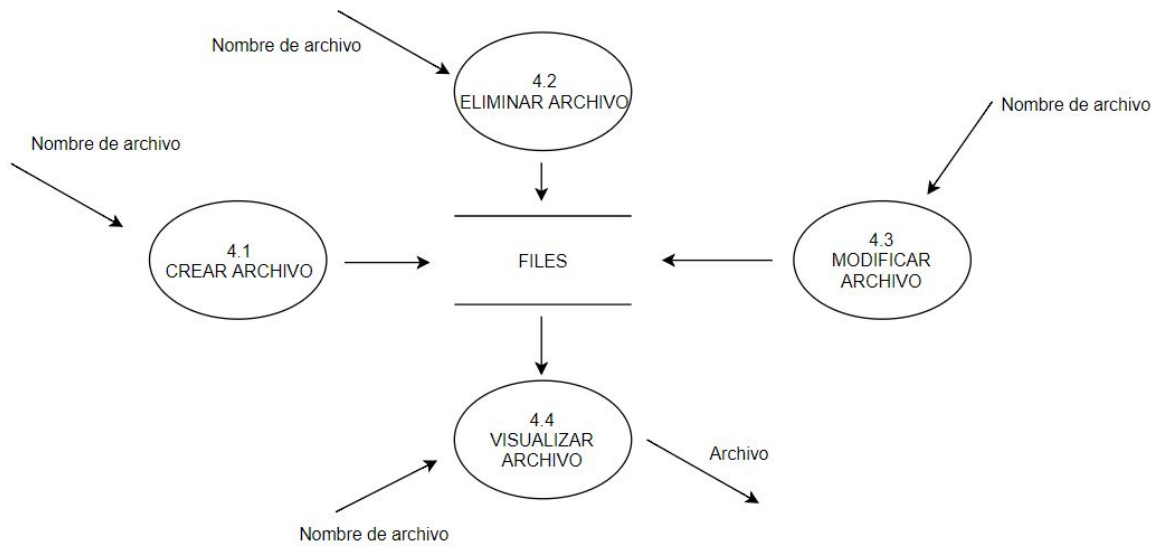 Nombre de archivo
4.2
ELIMINAR ARCHIVO
Nombre de archivo
Nombre de archivo
4.1
CREAR ARCHIVO
FILES
4.3
MODIFICAR
ARCHIVO
4.4
VISUALIZAR
ARCHIVO
Archivo
Nombre de archivo